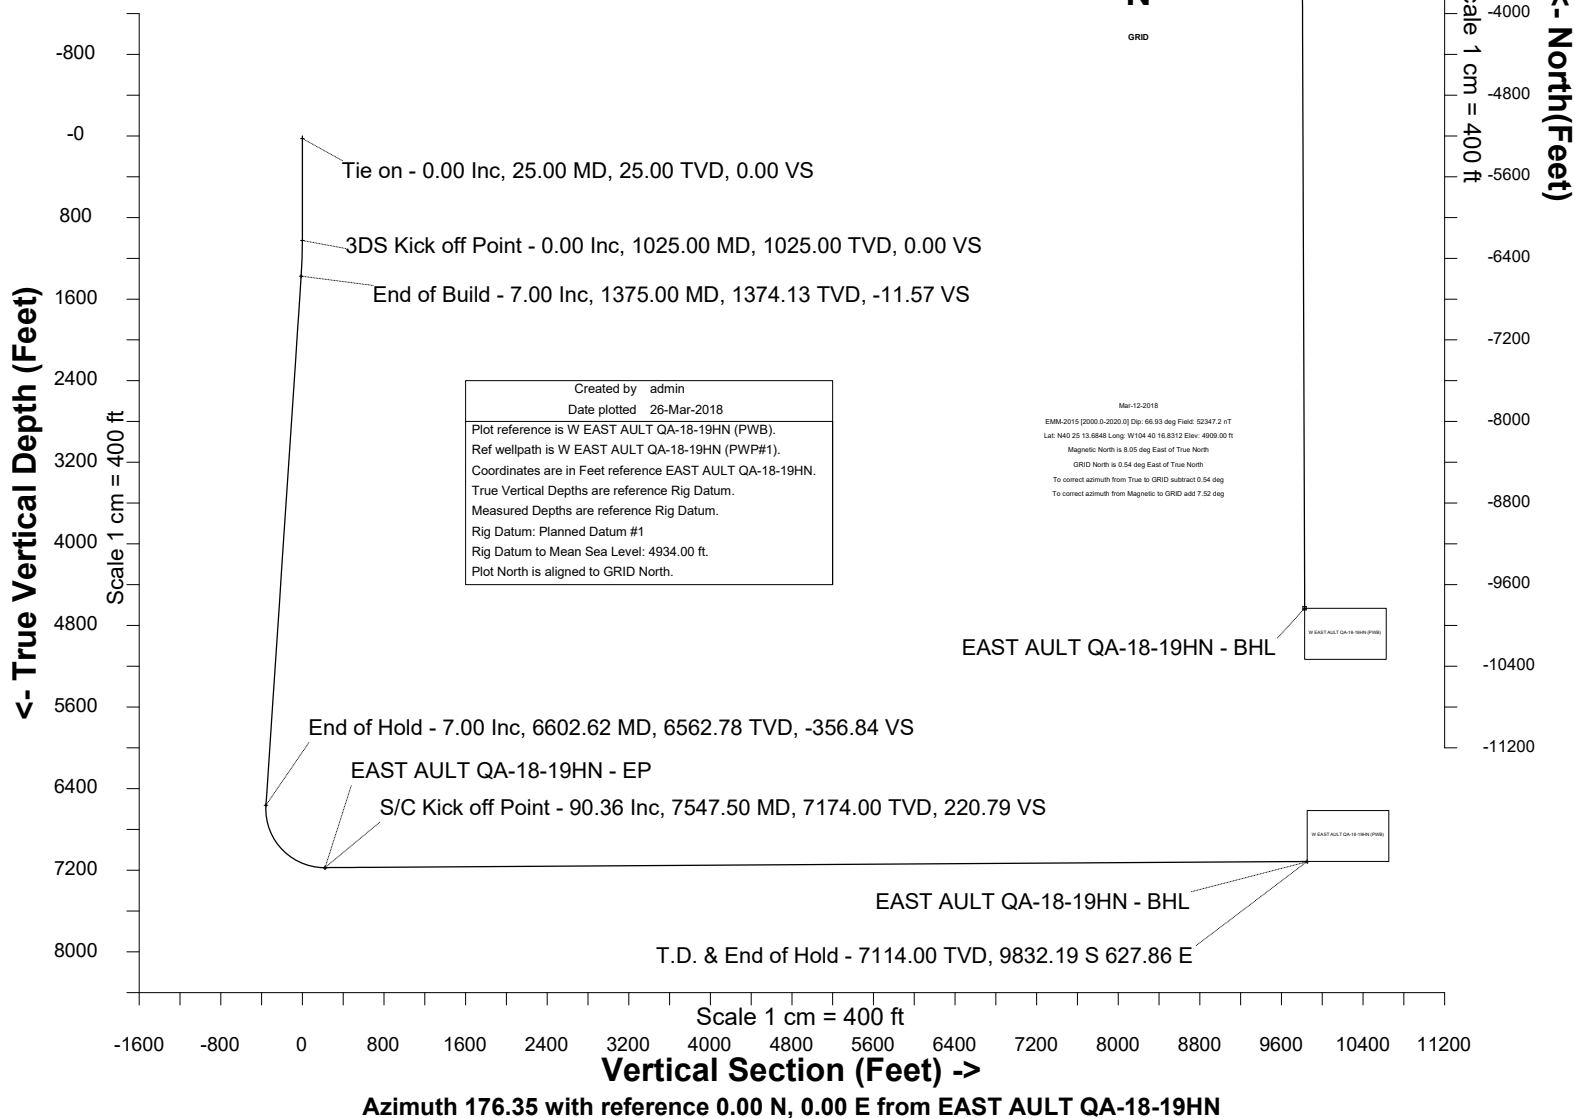 N
GRID
-800
-0
800
1600
2400
3200
4000
4800
5600
6400
7200
8000
<- True Vertical Depth (Feet)
Scale 1 cm = 400 ft
Tie on - 0.00 Inc, 25.00 MD, 25.00 TVD, 0.00 VS
3DS Kick off Point - 0.00 Inc, 1025.00 MD, 1025.00 TVD, 0.00 VS
End of Build - 7.00 Inc, 1375.00 MD, 1374.13 TVD, -11.57 VS
Created by admin
Date plotted 26-Mar-2018
Plot reference is W EAST AULT QA-18-19HN (PWB).
Ref wellpath is W EAST AULT QA-18-19HN (PWP#1).
Coordinates are in Feet reference EAST AULT QA-18-19HN.
True Vertical Depths are reference Rig Datum.
Measured Depths are reference Rig Datum.
Rig Datum: Planned Datum #1
Rig Datum to Mean Sea Level: 4934.00 ft.
Plot North is aligned to GRID North.
Mar-12-2018
EMM-2015 [2000.0-2020.0] Dip: 66.93 deg Field: 52347.2 nT
Lat: N40 25 13.6848 Long: W104 40 16.8312 Elev: 4909.00 ft
Magnetic North is 8.05 deg East of True North
GRID North is 0.54 deg East of True North
To correct azimuth from True to GRID subtract 0.54 deg
To correct azimuth from Magnetic to GRID add 7.52 deg
EAST AULT QA-18-19HN - BHL
W EAST AULT QA-18-19HN (PWB)
End of Hold - 7.00 Inc, 6602.62 MD, 6562.78 TVD, -356.84 VS
EAST AULT QA-18-19HN - EP
S/C Kick off Point - 90.36 Inc, 7547.50 MD, 7174.00 TVD, 220.79 VS
W EAST AULT QA-18-19HN (PWB)
EAST AULT QA-18-19HN - BHL
T.D. & End of Hold - 7114.00 TVD, 9832.19 S 627.86 E
-4000
-4800
-5600
-6400
-7200
-8000
-8800
-9600
-10400
-11200
cale 1 cm = 400 ft
<- North(Feet)
Scale 1 cm = 400 ft
-1600 -800 0 800 1600 2400 3200 4000 4800 5600 6400 7200 8000 8800 9600 10400 11200
Vertical Section (Feet) ->
Azimuth 176.35 with reference 0.00 N, 0.00 E from EAST AULT QA-18-19HN